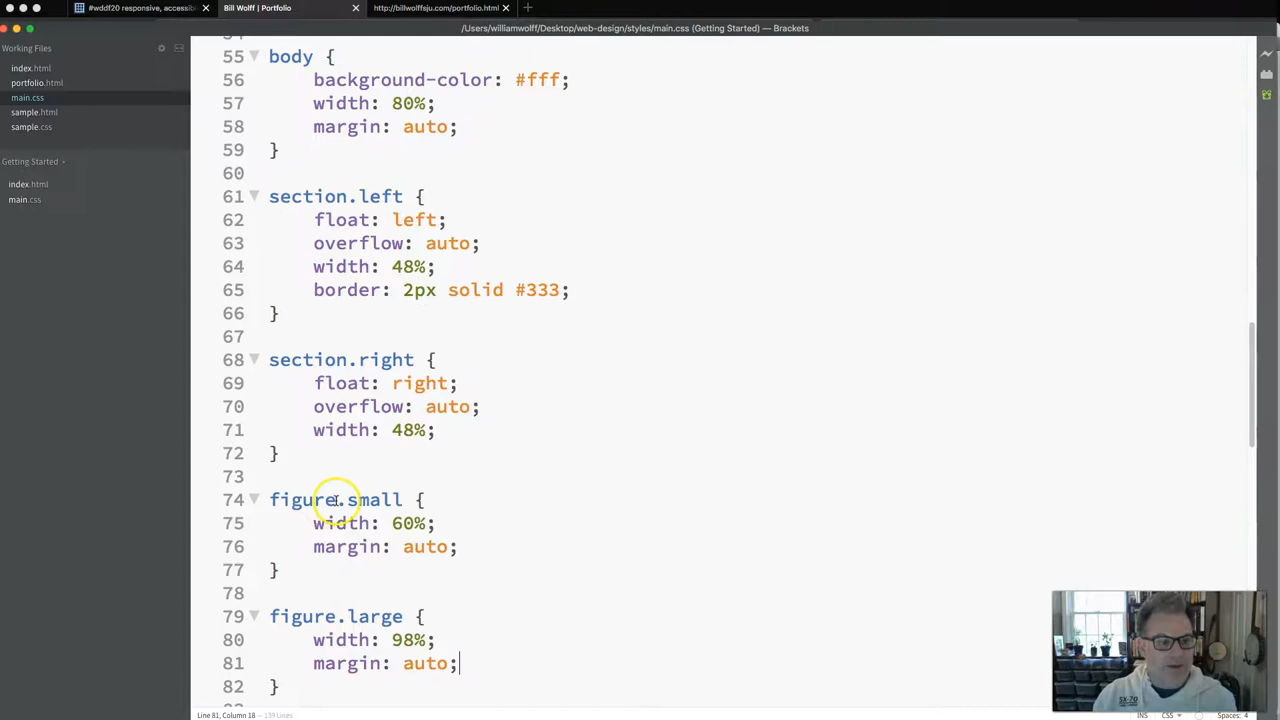 #wddf20 responsive, accessibl
Bill Wolff | Portfolio
http://billwolffsju.com/portfolio.html
/Users/williamwolff/Desktop/web-design/styles/main.css (Getting Started) — Brackets
Working Files
index.html
portfolio.html
main.css
sample.html
sample.css
Getting Started
index.html
main.css
55 body {
56 background-color: #fff;
57 width: 80%;
58 margin: auto;
59 }
60
61 section.left {
62 float: left;
63 overflow: auto;
64 width: 48%;
65 border: 2px solid #333;
66 }
67
68 section.right {
69 float: right;
70 overflow: auto;
71 width: 48%;
72 }
73
74 figure.small {
75 width: 60%;
76 margin: auto;
77 }
78
79 figure.large {
80 width: 98%;
81 margin: auto;
82 }
SX-70
Line 81, Column 18 — 139 Lines
INS CSS Spaces: 4